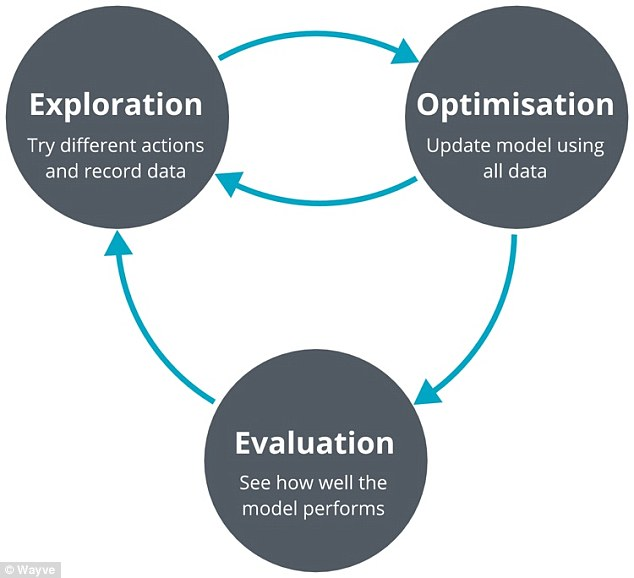 Exploration
Try different actions
and record data
Optimisation
Update model using
all data
Evaluation
See how well the
model performs
© Wayve